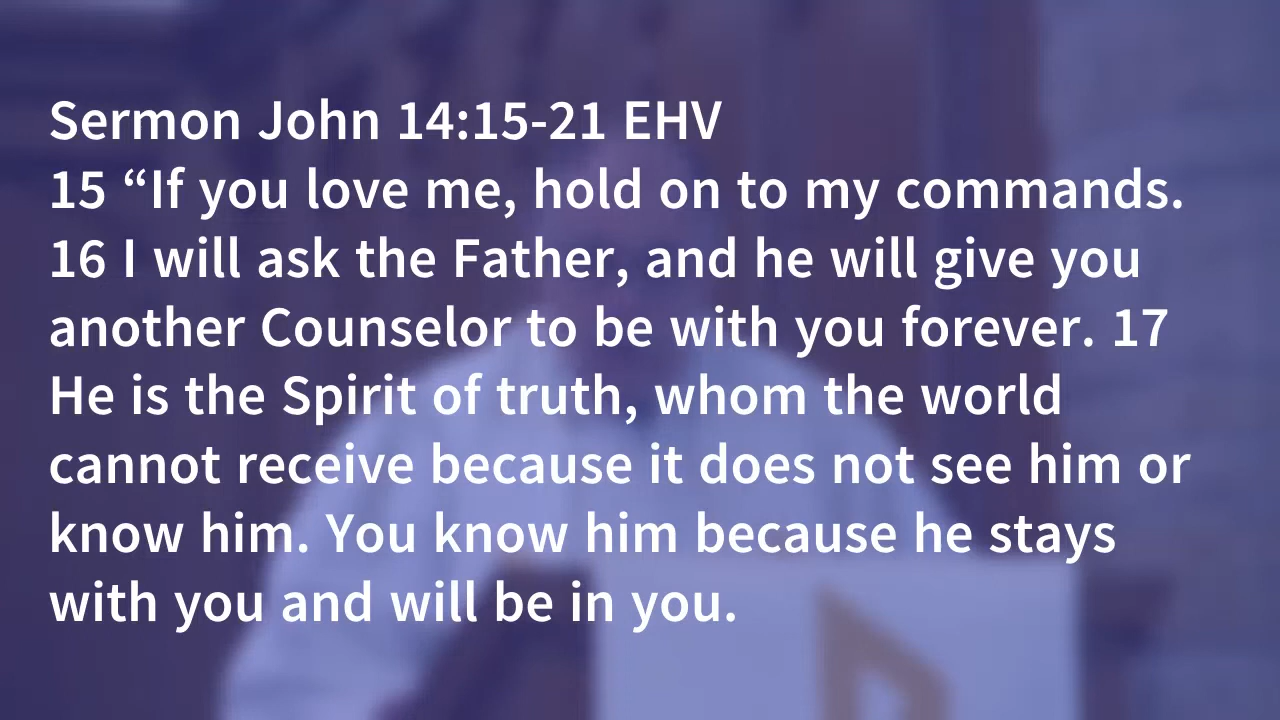 Sermon John 14:15-21 EHV
15 “If you love me, hold on to my commands.
16 I will ask the Father, and he will give you
another Counselor to be with you forever. 17
He is the Spirit of truth, whom the world
cannot receive because it does not see him or
know him. You know him because he stays
with you and will be in you.